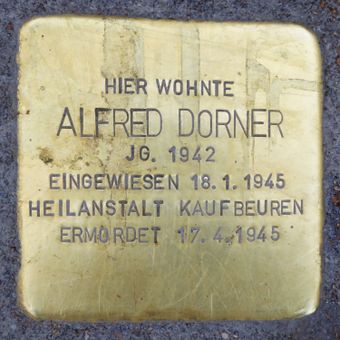 HIER WOHNTE
ALFRED DORNER
JG. 1942
EINGEWIESEN 18.1.1945
HEILANSTALT KAUFBEUREN
ERMORDET 17.4.1945